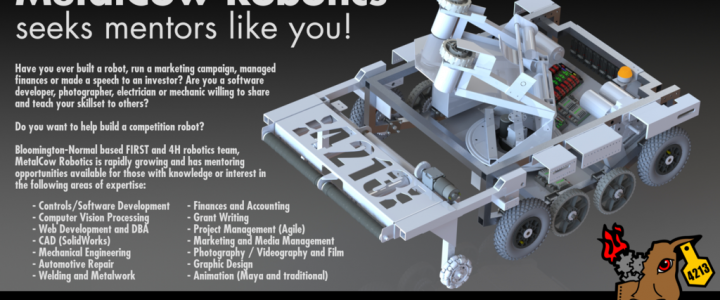 MetalCow Robotics
seeks mentors like you!
Have you ever built a robot, run a marketing campaign, managed
finances or made a speech to an investor? Are you a software
developer, photographer, electrician or mechanic willing to share
and teach your skillset to others?
Do you want to help build a competition robot?
Bloomington-Normal based FIRST and 4H robotics team,
MetalCow Robotics is rapidly growing and has mentoring
opportunities available for those with knowledge or interest in
the following areas of expertise:
- Controls/Software Development
- Computer Vision Processing
- Web Development and DBA
- CAD (SolidWorks)
- Mechanical Engineering
- Automotive Repair
- Welding and Metalwork
- Finances and Accounting
- Grant Writing
- Project Management (Agile)
- Marketing and Media Management
- Photography / Videography and Film
- Graphic Design
- Animation (Maya and traditional)
4213
4213